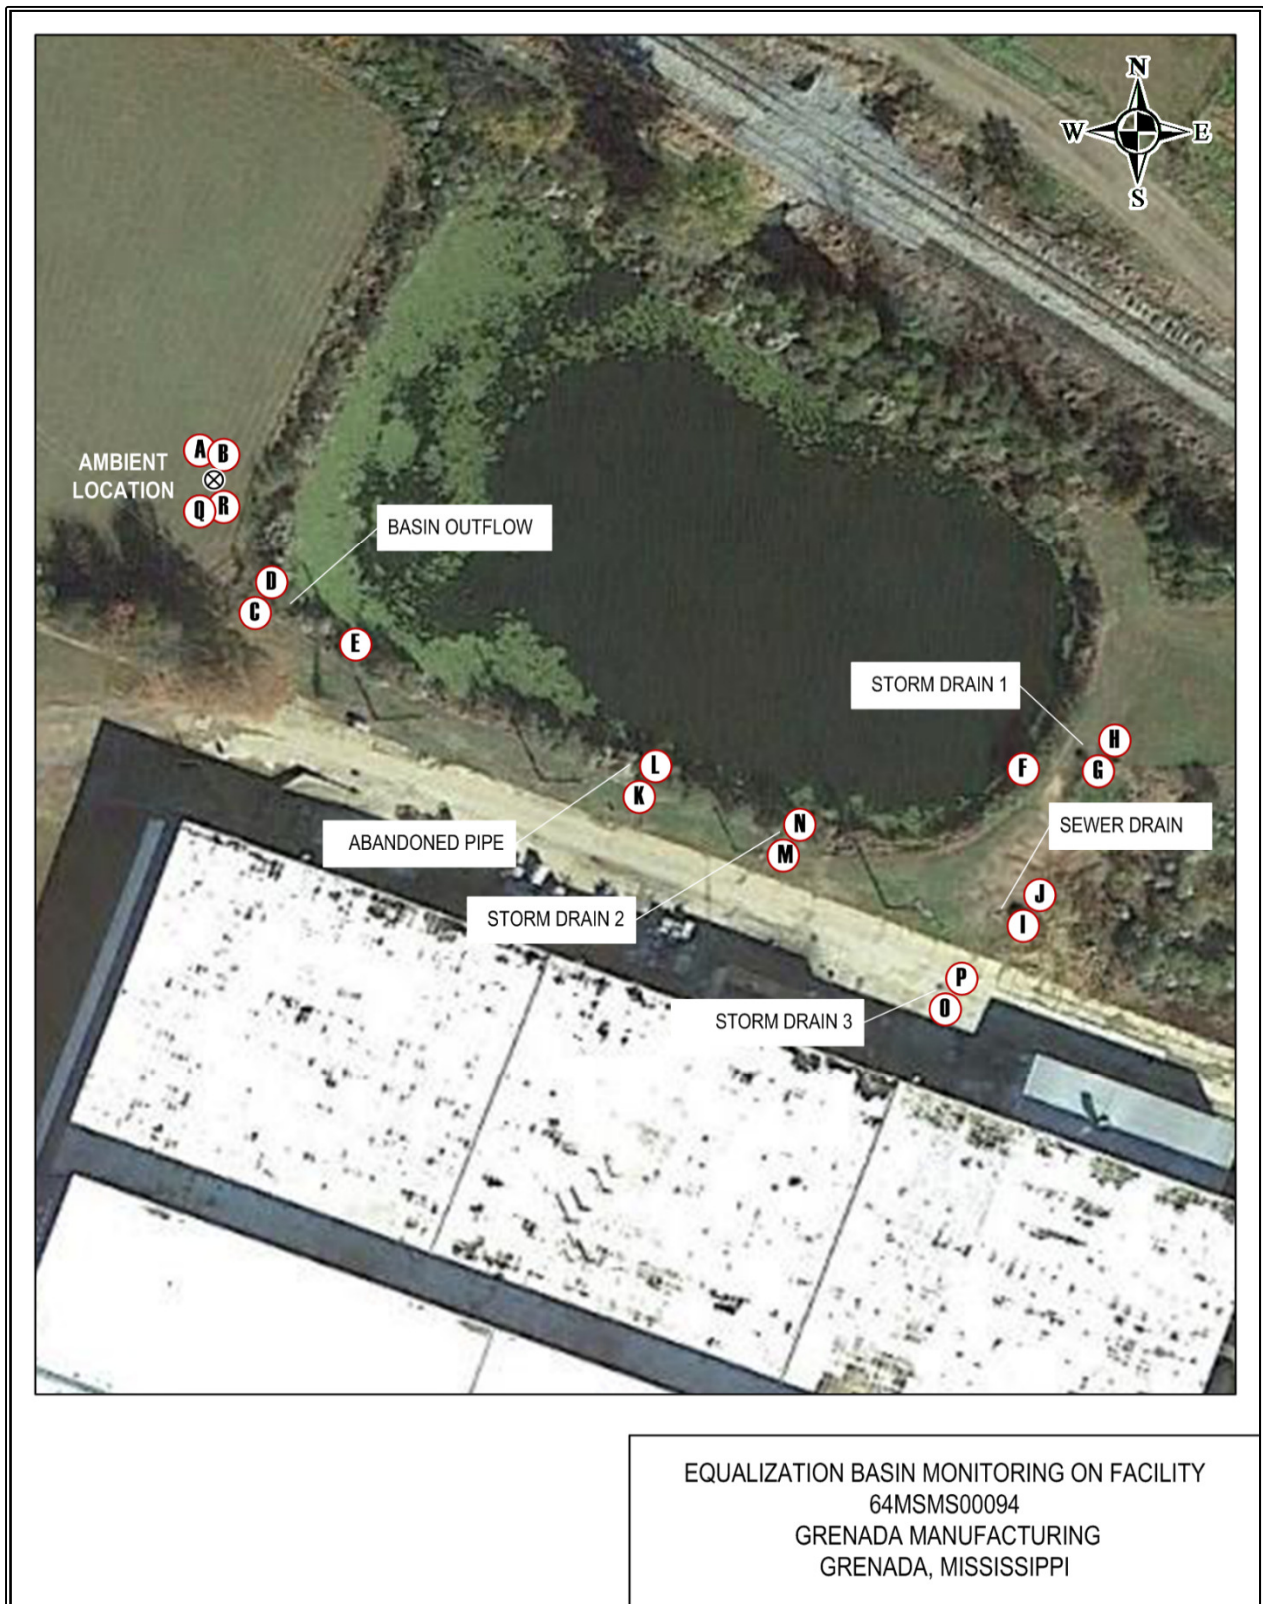 N
W E
S
A B
AMBIENT
LOCATION
Q R
BASIN OUTFLOW
D
C
E
STORM DRAIN 1
H
L
F
G
K
SEWER DRAIN
N
ABANDONED PIPE
M
J
STORM DRAIN 2
I
P
O
STORM DRAIN 3
EQUALIZATION BASIN MONITORING ON FACILITY
64MSMS00094
GRENADA MANUFACTURING
GRENADA, MISSISSIPPI